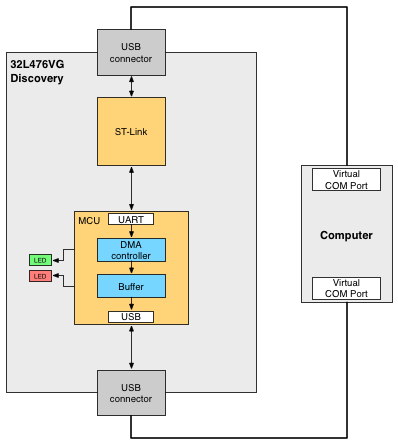 USB
connector
32L476VG
Discovery
ST-Link
MCU
UART
DMA
controller
Buffer
USB
LED
LED
USB
connector
Virtual
COM Port
Computer
Virtual
COM Port